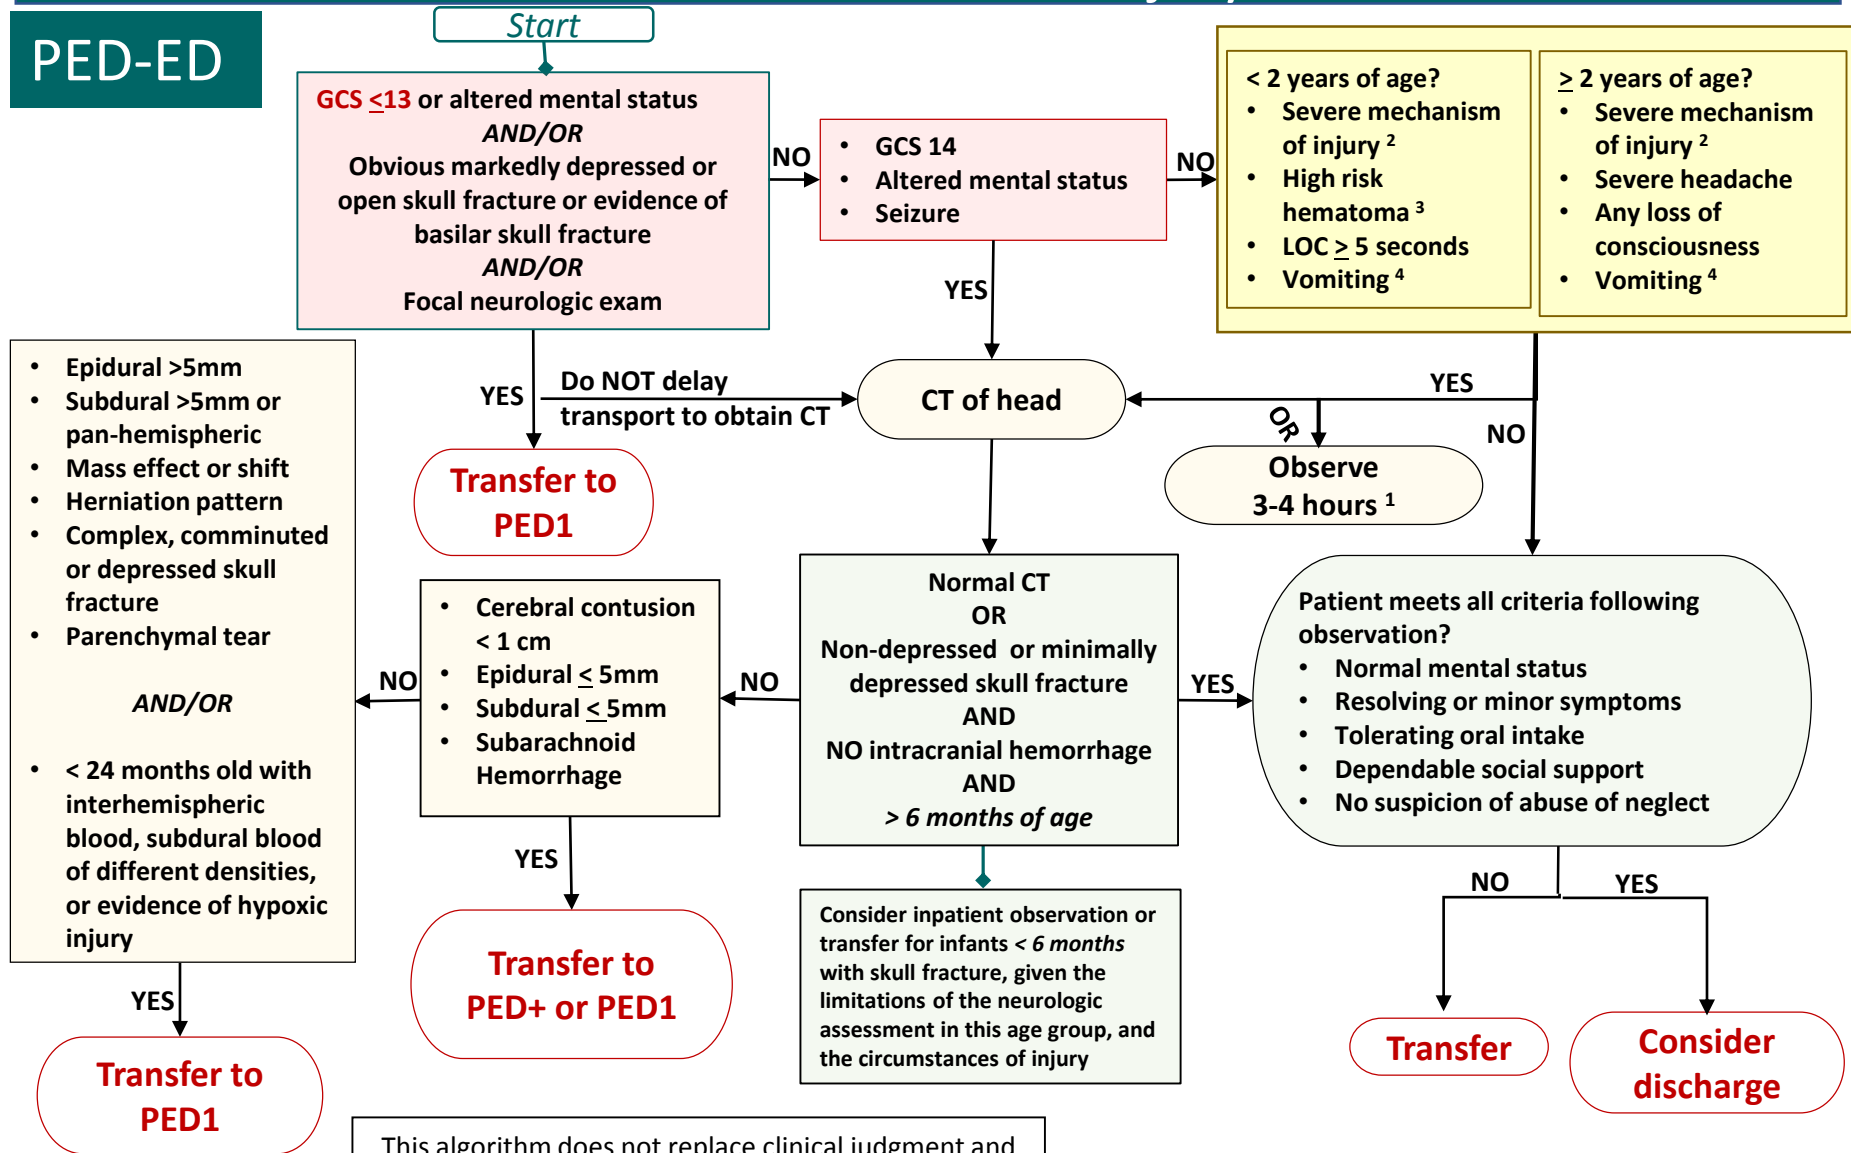 Start
PED-ED
GCS <13 or altered mental status
AND/OR
Obvious markedly depressed or
open skull fracture or evidence of
basilar skull fracture
AND/OR
Focal neurologic exam
NO
• GCS 14
• Altered mental status
• Seizure
NO
< 2 years of age?
• Severe mechanism
of injury 2
• High risk
hematoma 3
• LOC > 5 seconds
• Vomiting 4
> 2 years of age?
• Severe mechanism
of injury 2
• Severe headache
• Any loss of
consciousness
• Vomiting 4
YES
YES
Do NOT delay
transport to obtain CT
CT of head
YES
OR
NO
Observe
3-4 hours 1
Transfer to
PED1
• Epidural >5mm
• Subdural >5mm or
pan-hemispheric
• Mass effect or shift
• Herniation pattern
• Complex, comminuted
or depressed skull
fracture
• Parenchymal tear
AND/OR
• < 24 months old with
interhemispheric
blood, subdural blood
of different densities,
or evidence of hypoxic
injury
NO
• Cerebral contusion
< 1 cm
• Epidural < 5mm
• Subdural < 5mm
• Subarachnoid
Hemorrhage
NO
Normal CT
OR
Non-depressed or minimally
depressed skull fracture
AND
NO intracranial hemorrhage
AND
> 6 months of age
YES
Patient meets all criteria following
observation?
• Normal mental status
• Resolving or minor symptoms
• Tolerating oral intake
• Dependable social support
• No suspicion of abuse of neglect
YES
YES
NO
YES
Consider inpatient observation or
transfer for infants < 6 months
with skull fracture, given the
limitations of the neurologic
assessment in this age group, and
the circumstances of injury
Transfer to
PED1
Transfer to
PED+ or PED1
Transfer
Consider
discharge
This algorithm does not replace clinical judgment and